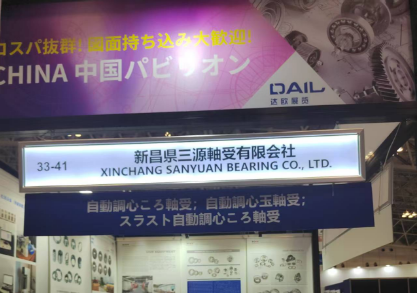 コスパ抜群!図面持ち込み大歓迎!
CHINA 中国パビリオン
DAIL
达欧展览
33-41
新昌県三源軸受有限会社
XINCHANG SANYUAN BEARING CO., LTD.
自動調心ころ軸受; 自動調心玉軸受;
スラスト自動調心ころ軸受